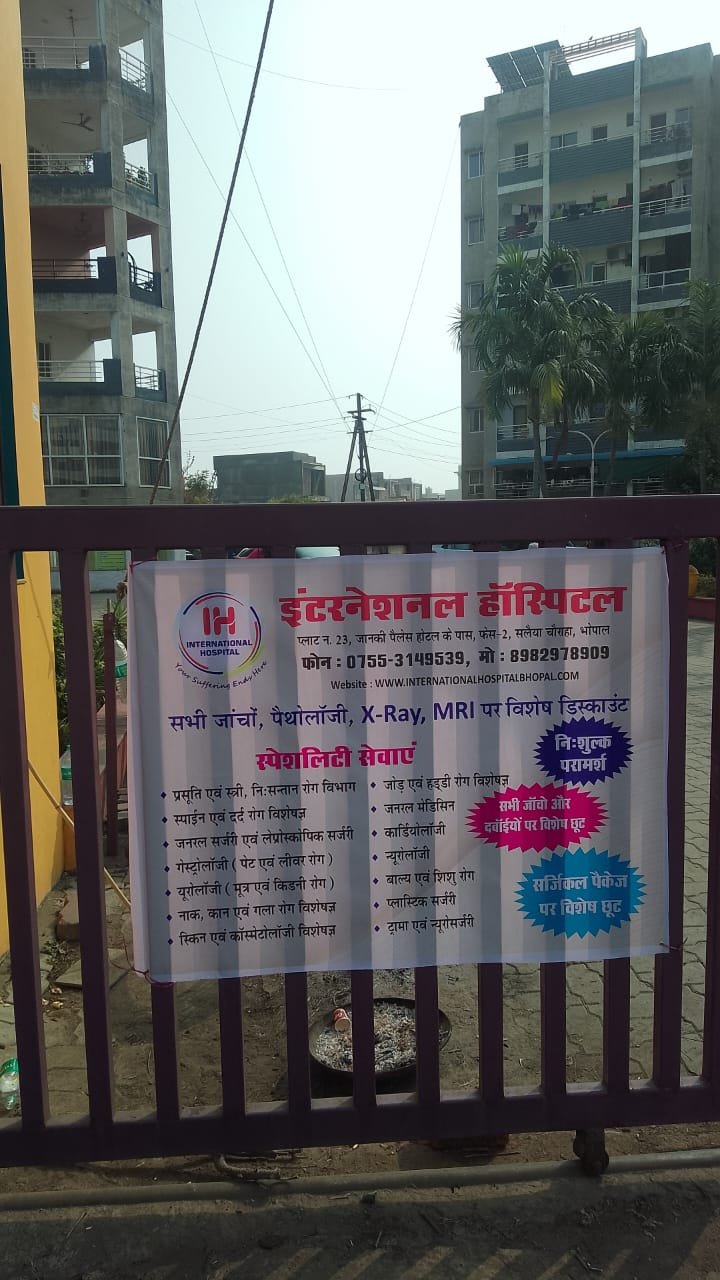 IH
INTERNATIONAL
HOSPITAL
Your Suffering Ends Here
इंटरनेशनल हॉस्पिटल
प्लाट न. 23, जानकी पैलेस होटल के पास, फेस-2, सलैया चौराहा, भोपाल
फोन : 0755-3149539, मो : 8982978909
Website : WWW.INTERNATIONALHOSPITALBHOPAL.COM
सभी जांचों, पैथोलॉजी, X-Ray, MRI पर विशेष डिस्काउंट
स्पेशलिटी सेवाएं
प्रसूति एवं स्त्री, निःसन्तान रोग विभाग
स्पाईन एवं दर्द रोग विशेषज्ञ
जनरल सर्जरी एवं लेप्रोस्कोपिक सर्जरी
गेस्ट्रोलॉजी ( पेट एवं लीवर रोग )
यूरोलॉजी ( मूत्र एवं किडनी रोग )
नाक, कान एवं गला रोग विशेषज्ञ
स्किन एवं कॉस्मेटोलॉजी विशेषज्ञ
जोड़ एवं हड्डी रोग विशेषज्ञ
जनरल मेडिसिन
कार्डियोलॉजी
न्यूरोलॉजी
बाल्य एवं शिशु रोग
प्लास्टिक सर्जरी
ट्रामा एवं न्यूरोसर्जरी
निःशुल्क
परामर्श
सभी जाँचो और
दवाँईयों पर विशेष छूट
सर्जिकल पैकेज
पर विशेष छूट